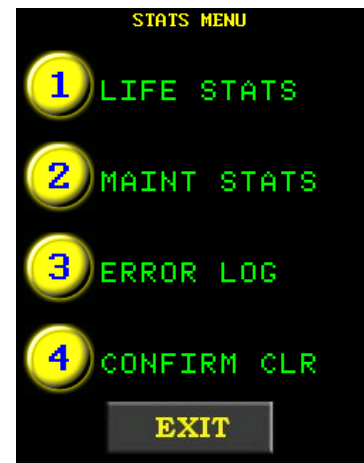 STATS MENU
1 LIFE STATS
2 MAINT STATS
3 ERROR LOG
4 CONFIRM CLR
EXIT